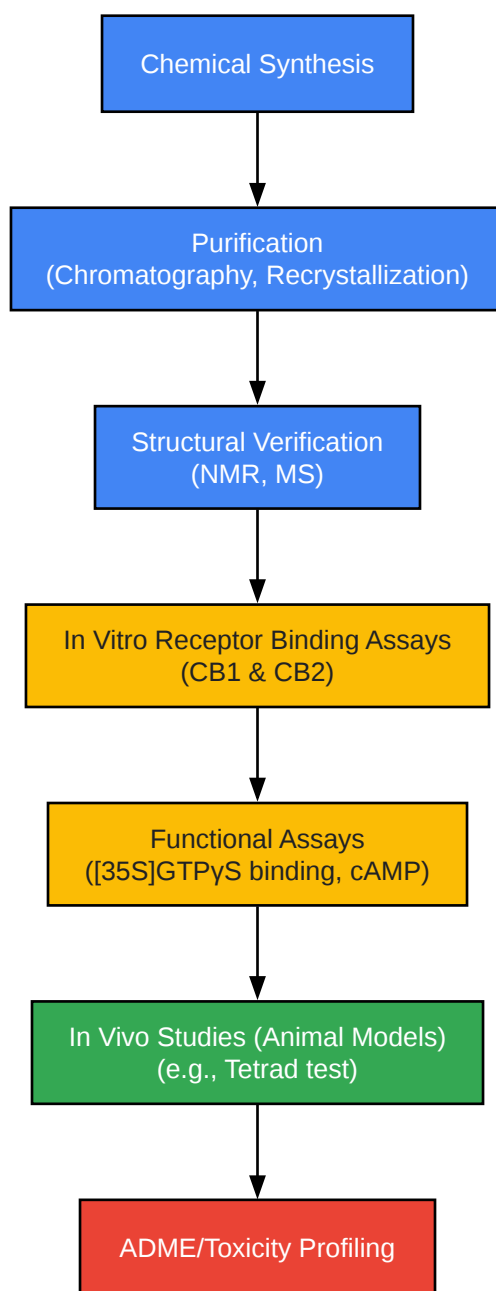 Chemical Synthesis
Purification
(Chromatography, Recrystallization)
Structural Verification
(NMR, MS)
In Vitro Receptor Binding Assays
(CB1 & CB2)
Functional Assays
([35S]GTPγS binding, cAMP)
In Vivo Studies (Animal Models)
(e.g., Tetrad test)
ADME/Toxicity Profiling